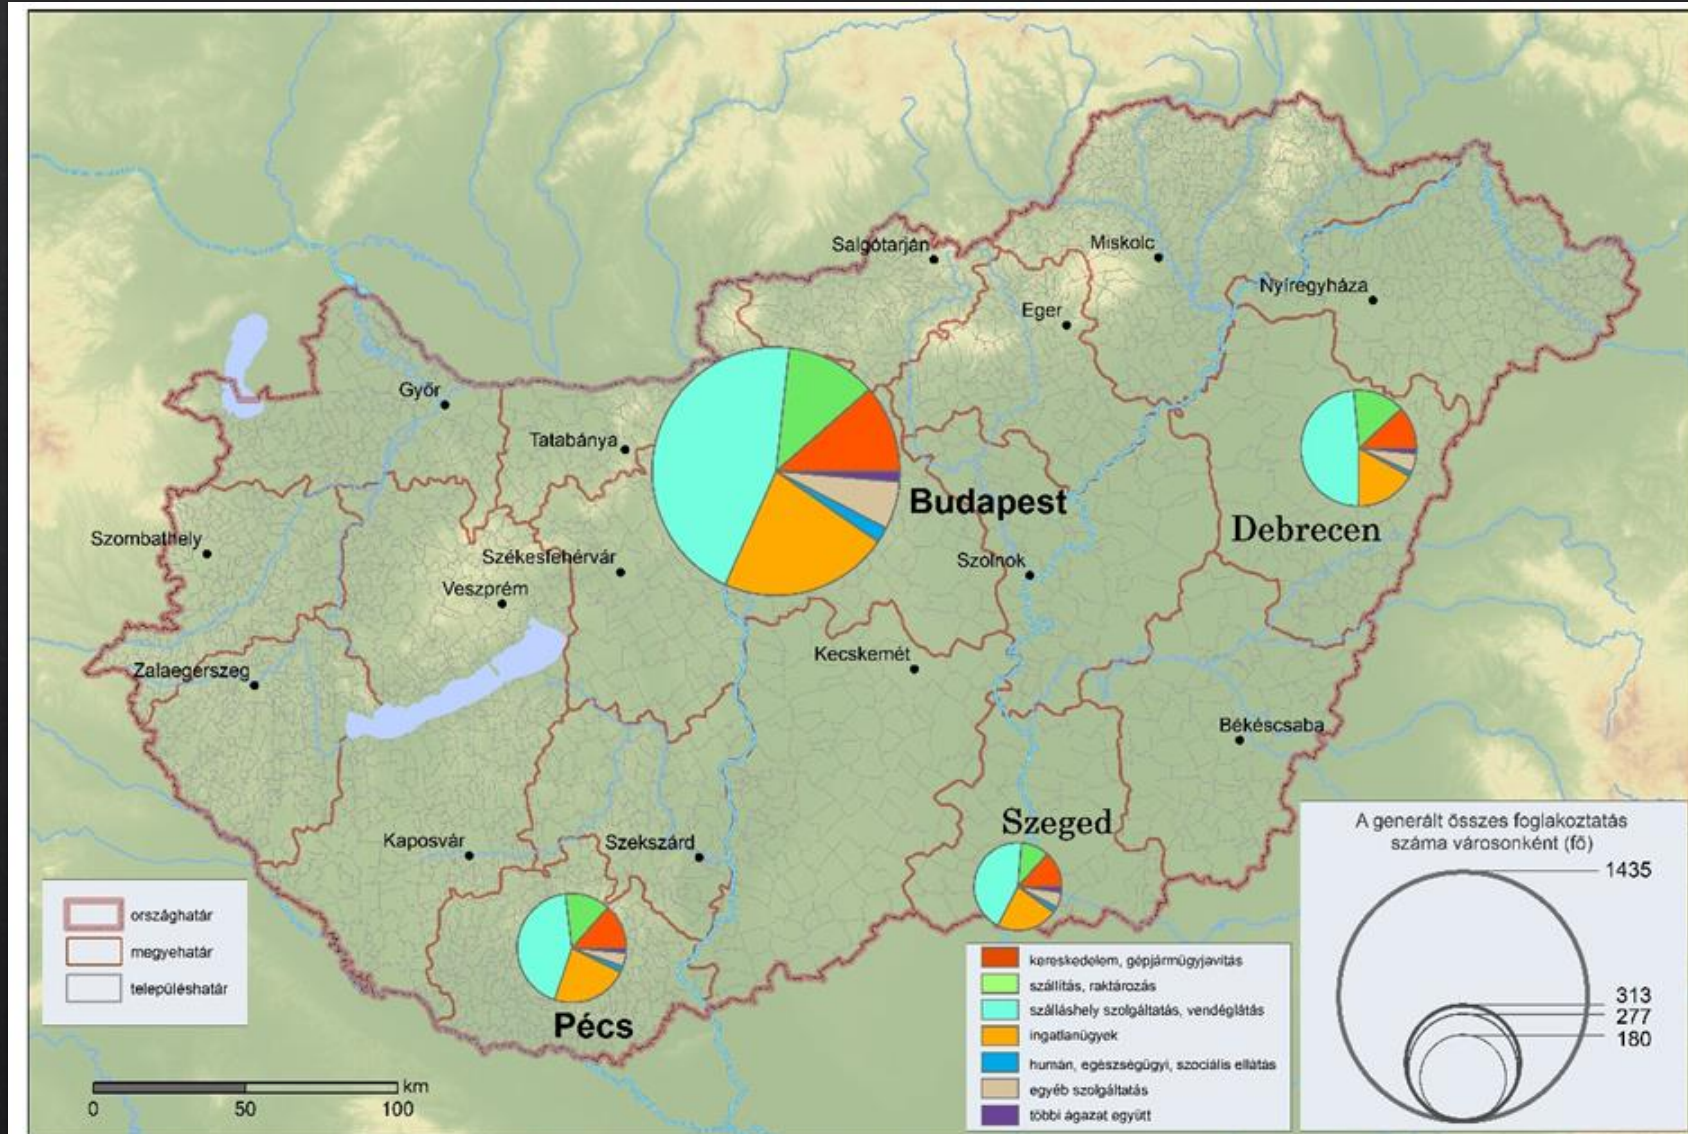 Salgótarján
Miskolc
Nyíregyháza
Eger
Győr
Tatabánya
Budapest
Debrecen
Szombathely
Székesfehérvár
Veszprém
Szolnok
Kecskemét
Zalaegerszeg
Békéscsaba
Szeged
Kaposvár
Szekszárd
Pécs
országhatár
megyehatár
településhatár
km
0 50 100
kereskedelem, gépjárműgyjavítás
szállítás, raktározás
szálláshely szolgáltatás, vendéglátás
ingatlanügyek
humán, egészségügyi, szociális ellátás
egyéb szolgáltatás
többi ágazat együtt
A generált összes foglakoztatás
száma városonként (fő)
1435
313
277
180